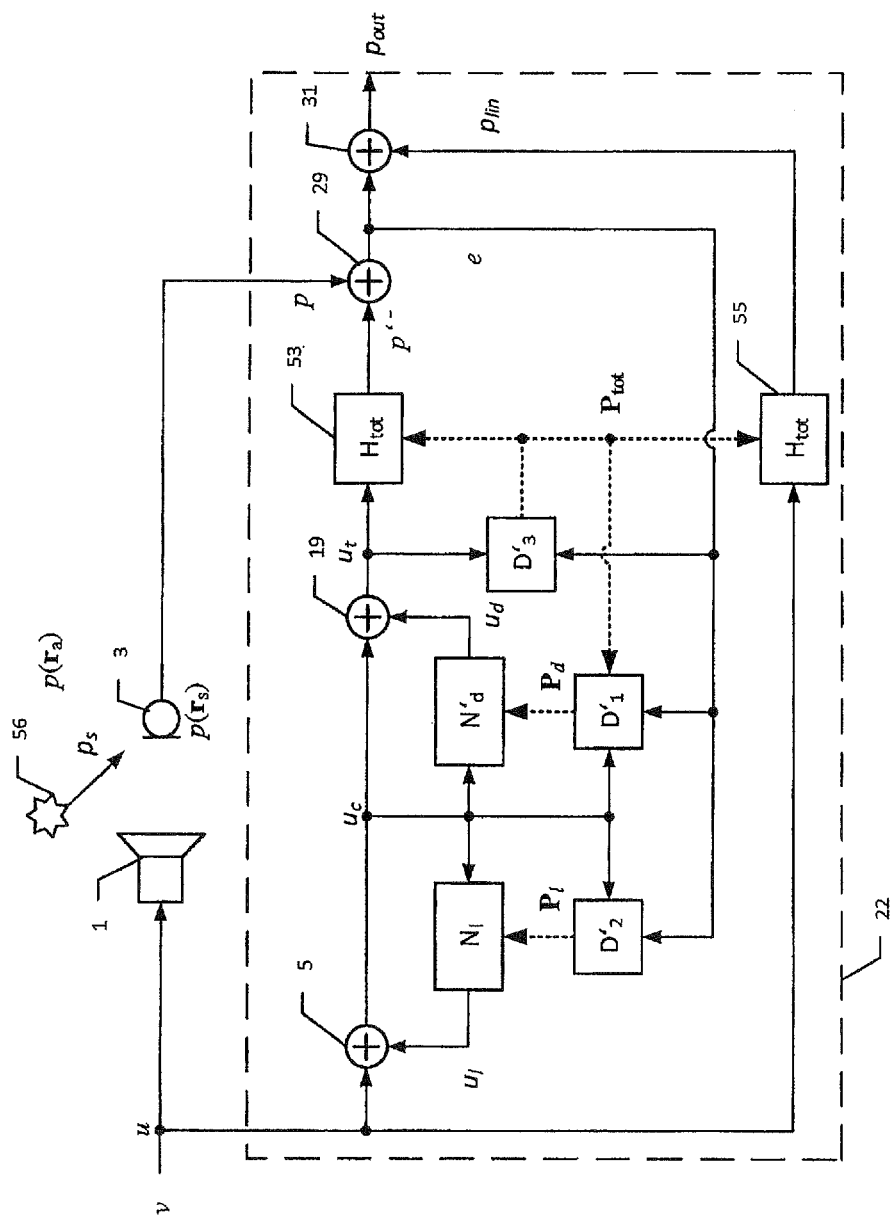 56
p(r_a)
p_s
3
p(r_s)
1
v
u
p
p'-
p_out
31
29
p_lin
53
H_tot
e
19
u_t
u_c
5
D'_3
P_tot
55
H_tot
u_d
N'_d
P_d
D'_1
N_l
P_l
D'_2
u_l
22